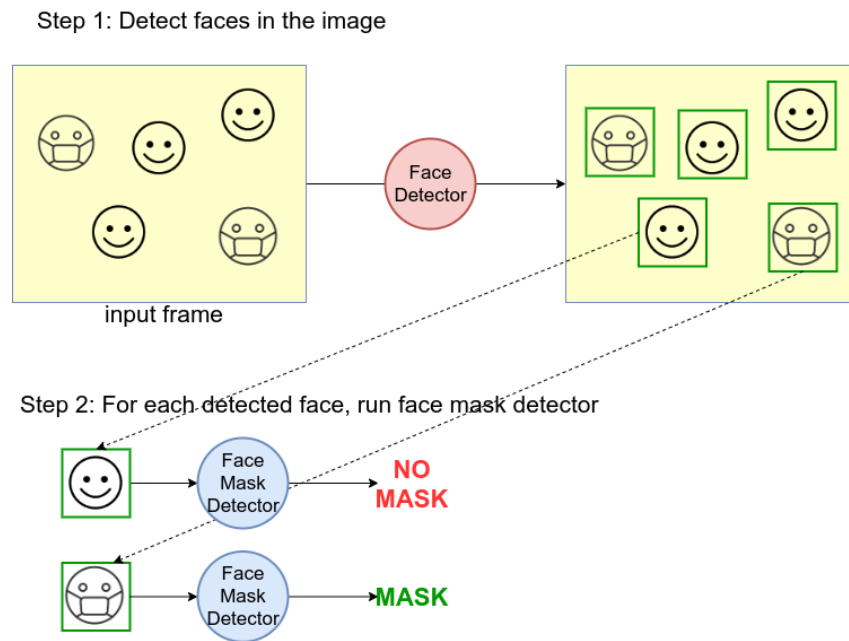 Step 1: Detect faces in the image
Face
Detector
input frame
Step 2: For each detected face, run face mask detector
Face
Mask
Detector
NO
MASK
Face
Mask
Detector
MASK